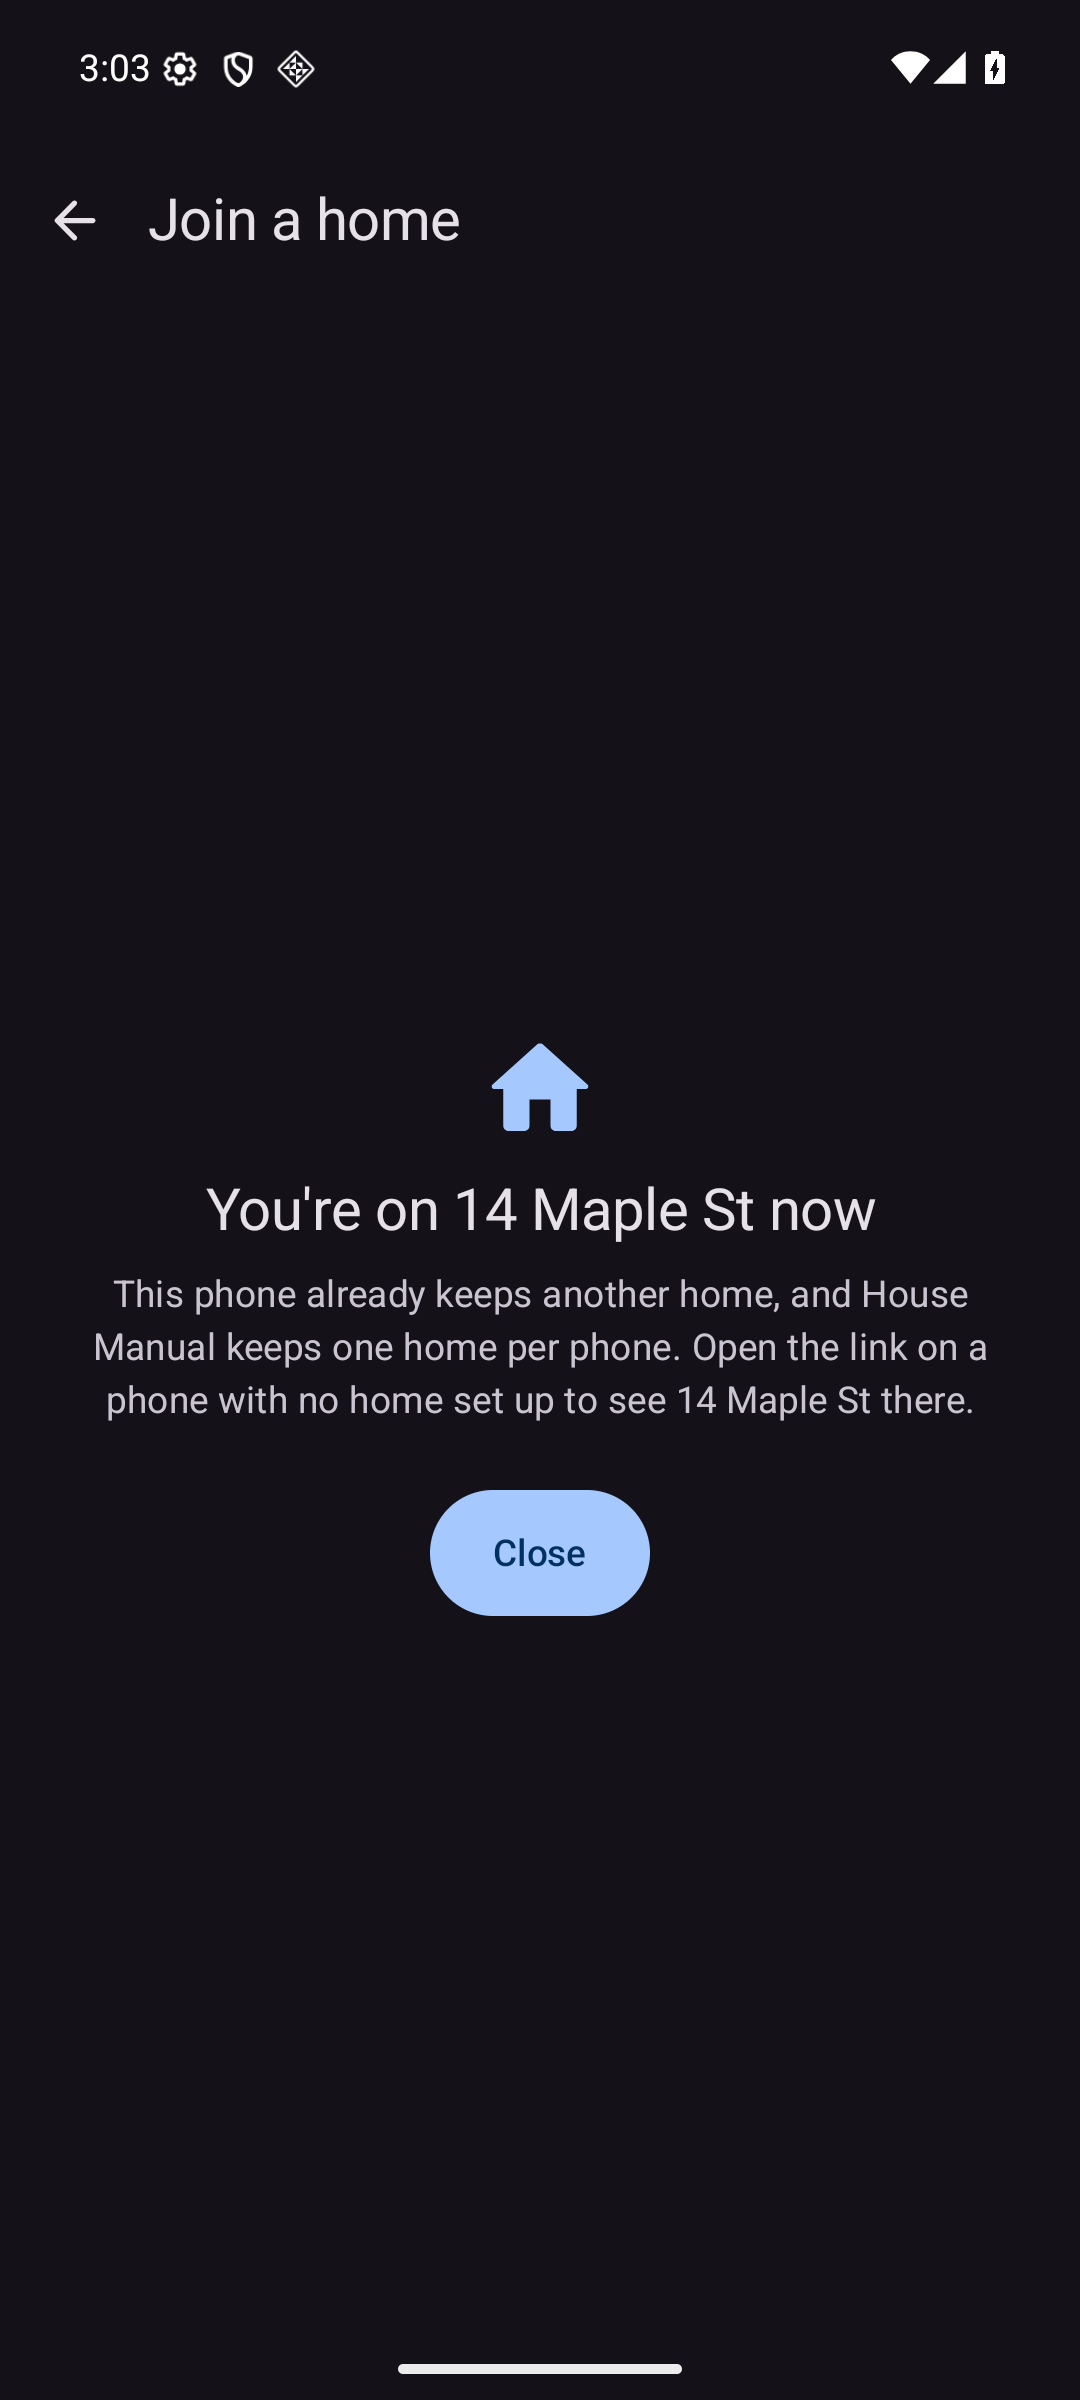 3:03
Join a home
You're on 14 Maple St now
This phone already keeps another home, and House
Manual keeps one home per phone. Open the link on a
phone with no home set up to see 14 Maple St there.
Close